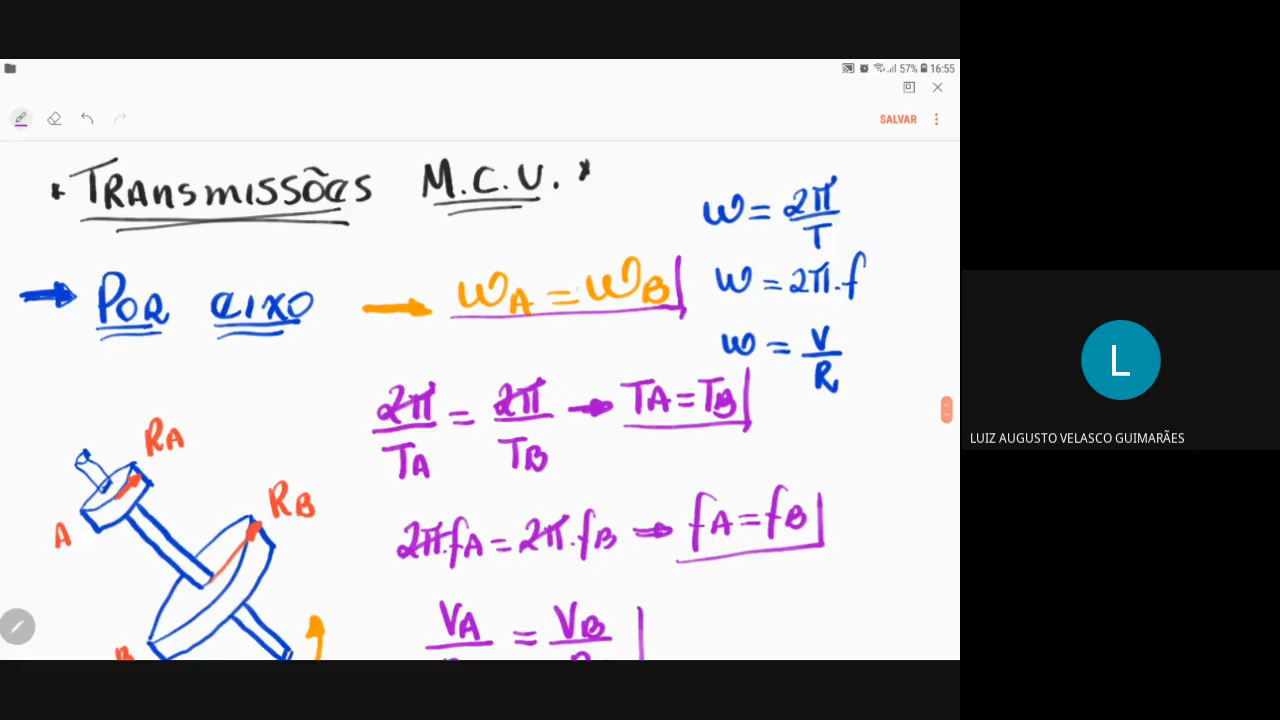 57% 16:55
SALVAR
* TRANSMISSÕES M.C.U. *
ω = 2π/T
→ POR EIXO → ωA = ωB
ω = 2π.f
ω = V/R
2π/TA = 2π/TB → TA = TB
RA
RB
A
2π.fA = 2π.fB → fA = fB
VA = VB
B
L
LUIZ AUGUSTO VELASCO GUIMARÃES